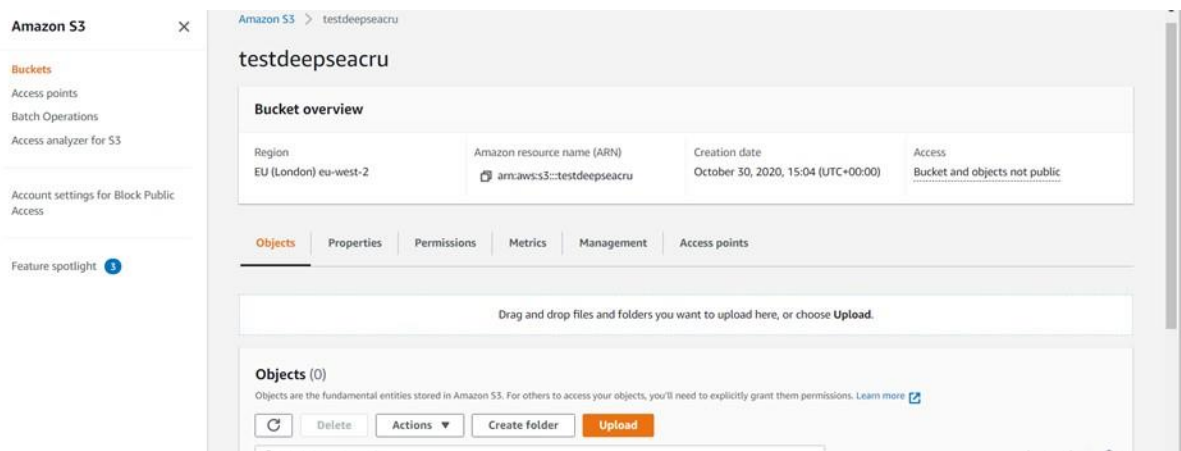 Amazon S3
Buckets
Access points
Batch Operations
Access analyzer for S3
Account settings for Block Public
Access
Feature spotlight 3
Amazon S3 > testdeepseacru
testdeepseacru
Bucket overview
Region
EU (London) eu-west-2
Amazon resource name (ARN)
arn:aws:s3:::testdeepseacru
Creation date
October 30, 2020, 15:04 (UTC+00:00)
Access
Bucket and objects not public
Objects
Properties
Permissions
Metrics
Management
Access points
Drag and drop files and folders you want to upload here, or choose Upload.
Objects (0)
Objects are the fundamental entities stored in Amazon S3. For others to access your objects, you'll need to explicitly grant them permissions. Learn more
Delete
Actions
Create folder
Upload